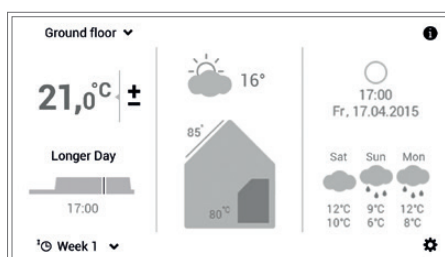 Ground floor
21,0°C ±
Longer Day
17:00
²Week 1
16°
85°
80°C
17:00
Fr, 17.04.2015
Sat Sun Mon
12°C 9°C 12°C
10°C 6°C 8°C